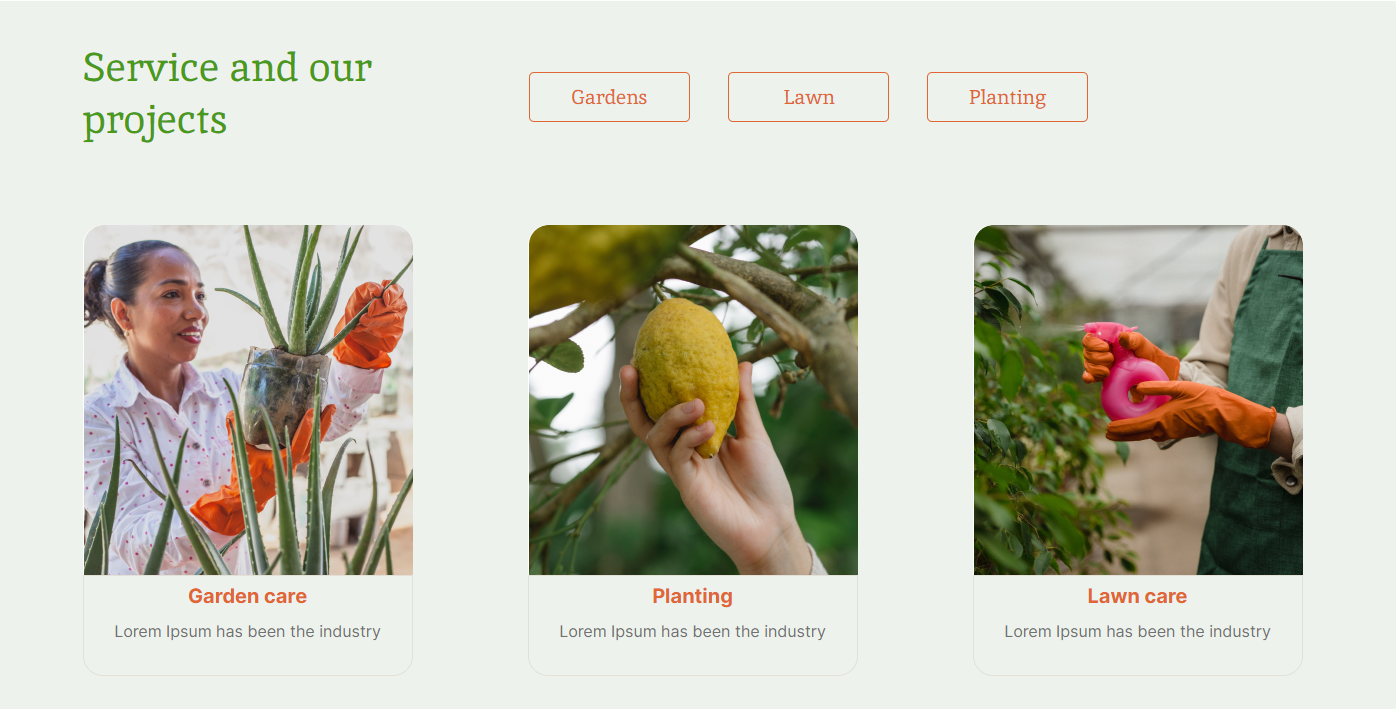 Service and our
projects
Gardens
Lawn
Planting
Garden care
Lorem Ipsum has been the industry
Planting
Lorem Ipsum has been the industry
Lawn care
Lorem Ipsum has been the industry